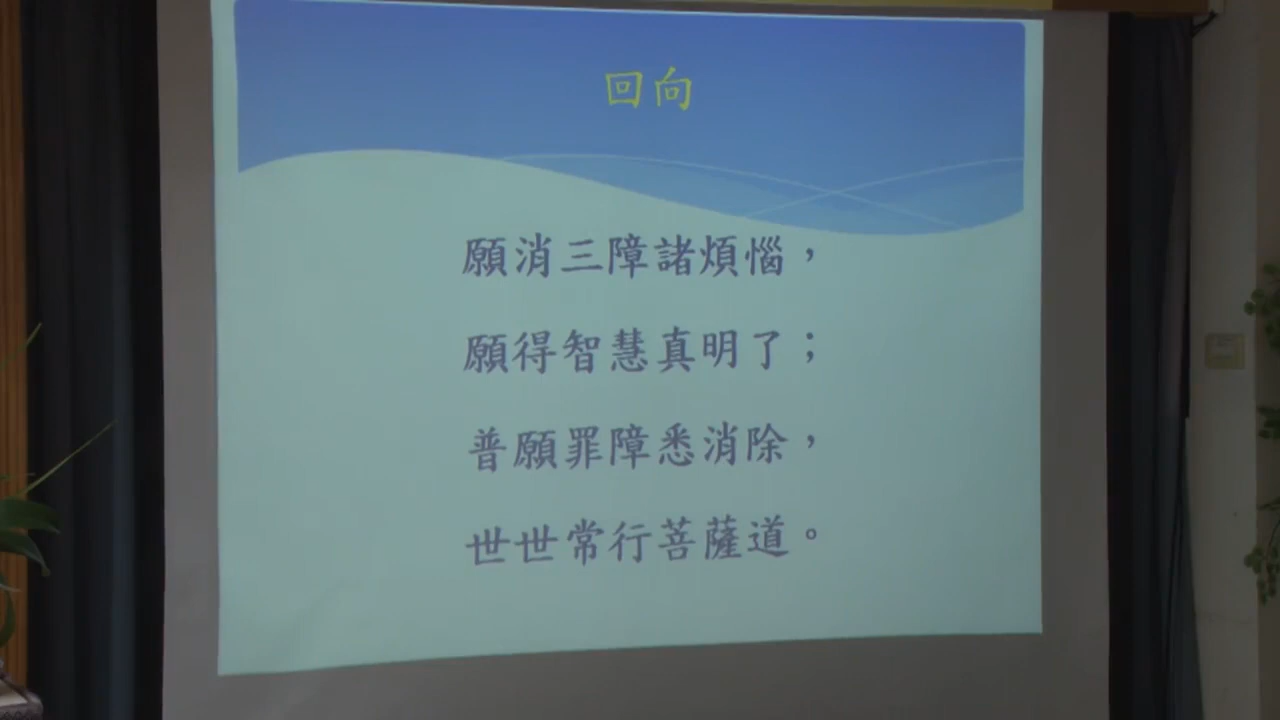 回向
願消三障諸煩惱，
願得智慧真明了；
普願罪障悉消除，
世世常行菩薩道。